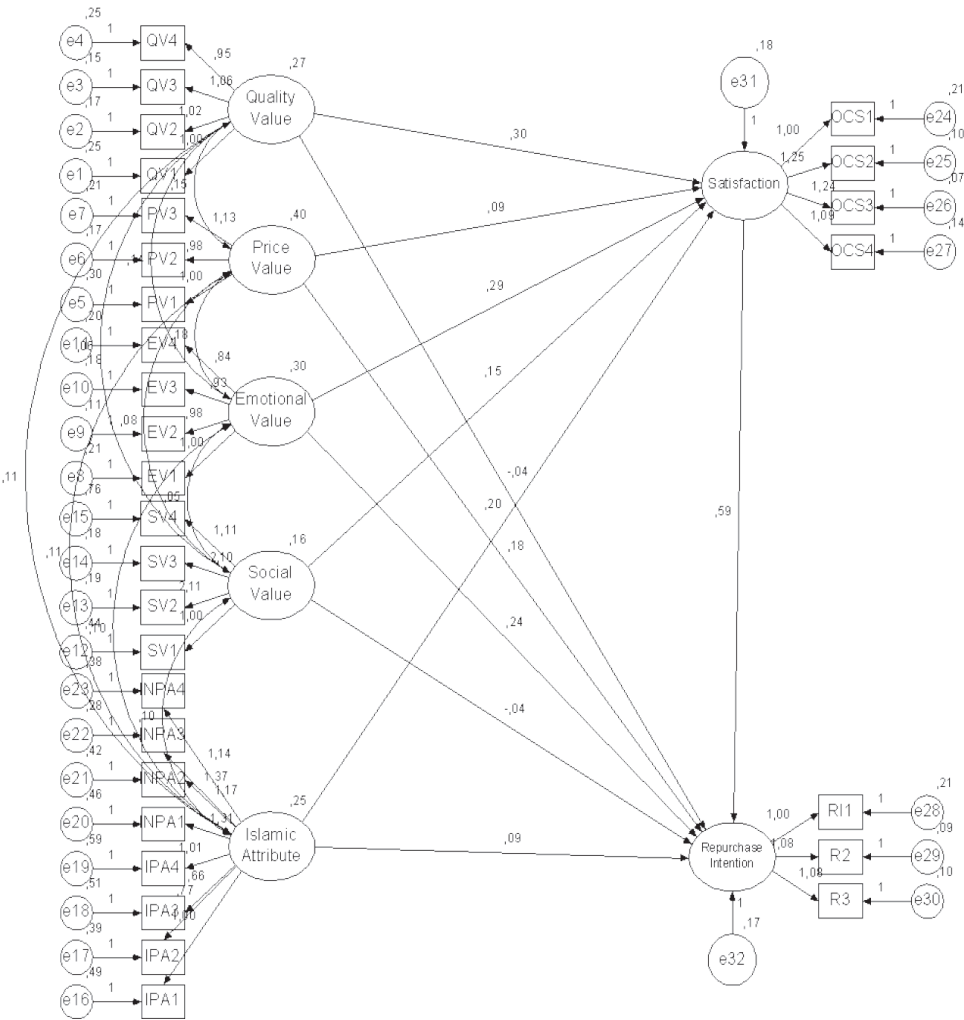 ,25
e4 1 QV4
,95
,15
e3 1 QV3
1,06
,17
e2 1 QV2
1,02
,25
e1 1 QV1
1,00
,27
Quality
Value
,15
,21
e7 1 PV3
1,13
,17
e6 1 PV2
,98
,30
e5 1 PV1
1,00
,40
Price
Value
,18
,20
EV4
,84
,06
,18
e10 1 EV3
,93
,11
e9 1 EV2
,98
,08
,21
e8 1 EV1
1,00
,30
Emotional
Value
,05
,76
e15 1 SV4
1,11
,18
e14 1 SV3
2,10
,19
e13 1 SV2
2,11
,44
e12 1 SV1
1,00
,16
Social
Value
,11
,11
,10
,10
,38
e23 1 INPA4
1,14
,28
e22 1 INPA3
1,37
,42
e21 1 INPA2
1,17
,46
e20 1 INPA1
1,31
,59
e19 1 IPA4
1,01
,51
e18 1 IPA3
,66
,39
e17 1 IPA2
,49
e16 1 IPA1
1,00
,25
Islamic
Attribute
,30
,09
,29
,15
,20
-,04
,18
,24
-,04
,09
,59
,18
e31
1
Satisfaction
,21
1,00 OCS1 1 e24
,10
1,25 OCS2 1 e25
,07
1,24 OCS3 1 e26
,14
1,09 OCS4 1 e27
Repurchase
Intention
,21
1,00 RI1 1 e28
,09
1,08 R2 1 e29
,10
1,08 R3 1 e30
1
,17
e32